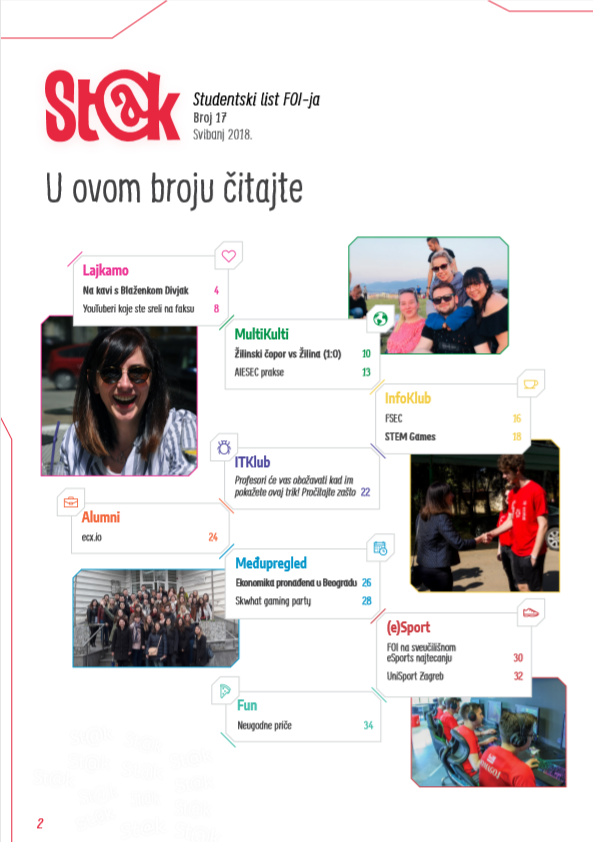 St@k
Studentski list FOI-ja
Broj 17
Svibanj 2018.
U ovom broju čitajte
Lajkamo
Na kavi s Blaženkom Divjak 4
YouTuberi koje ste sreli na faksu 8
MultiKulti
Žilinski čopor vs Žilina (1:0) 10
AIESEC prakse 13
InfoKlub
FSEC 16
STEM Games 18
ITKlub
Profesori će vas obožavati kad im
pokažete ovaj trik! Pročitajte zašto 22
Alumni
ecx.io 24
Međupregled
Ekonomika pronađena u Beogradu 26
Skwhat gaming party 28
(e)Sport
FOI na sveučilišnom
eSports najtecanju 30
UniSport Zagreb 32
Fun
Neugodne priče 34
2